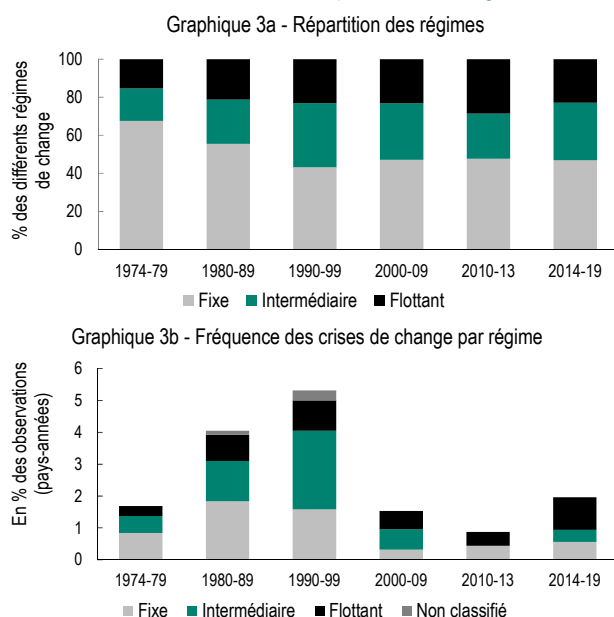 Graphique 3a - Répartition des régimes
% des différents régimes
de change
100
80
60
40
20
0
1974-79 1980-89 1990-99 2000-09 2010-13 2014-19
Fixe Intermédiaire Flottant
Graphique 3b - Fréquence des crises de change par régime
En % des observations
(pays-années)
6
5
4
3
2
1
0
1974-79 1980-89 1990-99 2000-09 2010-13 2014-19
Fixe Intermédiaire Flottant Non classifié